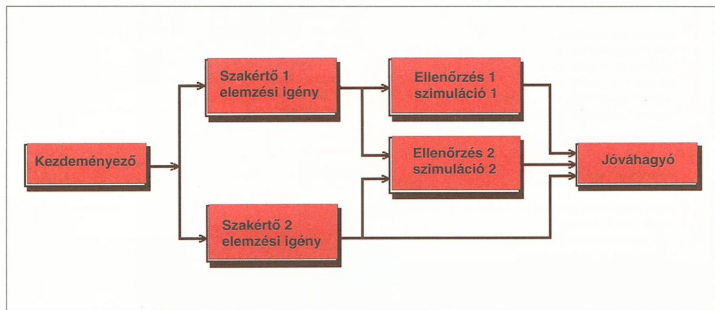 Kezdeményező
Szakértő 1
elemzési igény
Szakértő 2
elemzési igény
Ellenőrzés 1
szimuláció 1
Ellenőrzés 2
szimuláció 2
Jóváhagyó